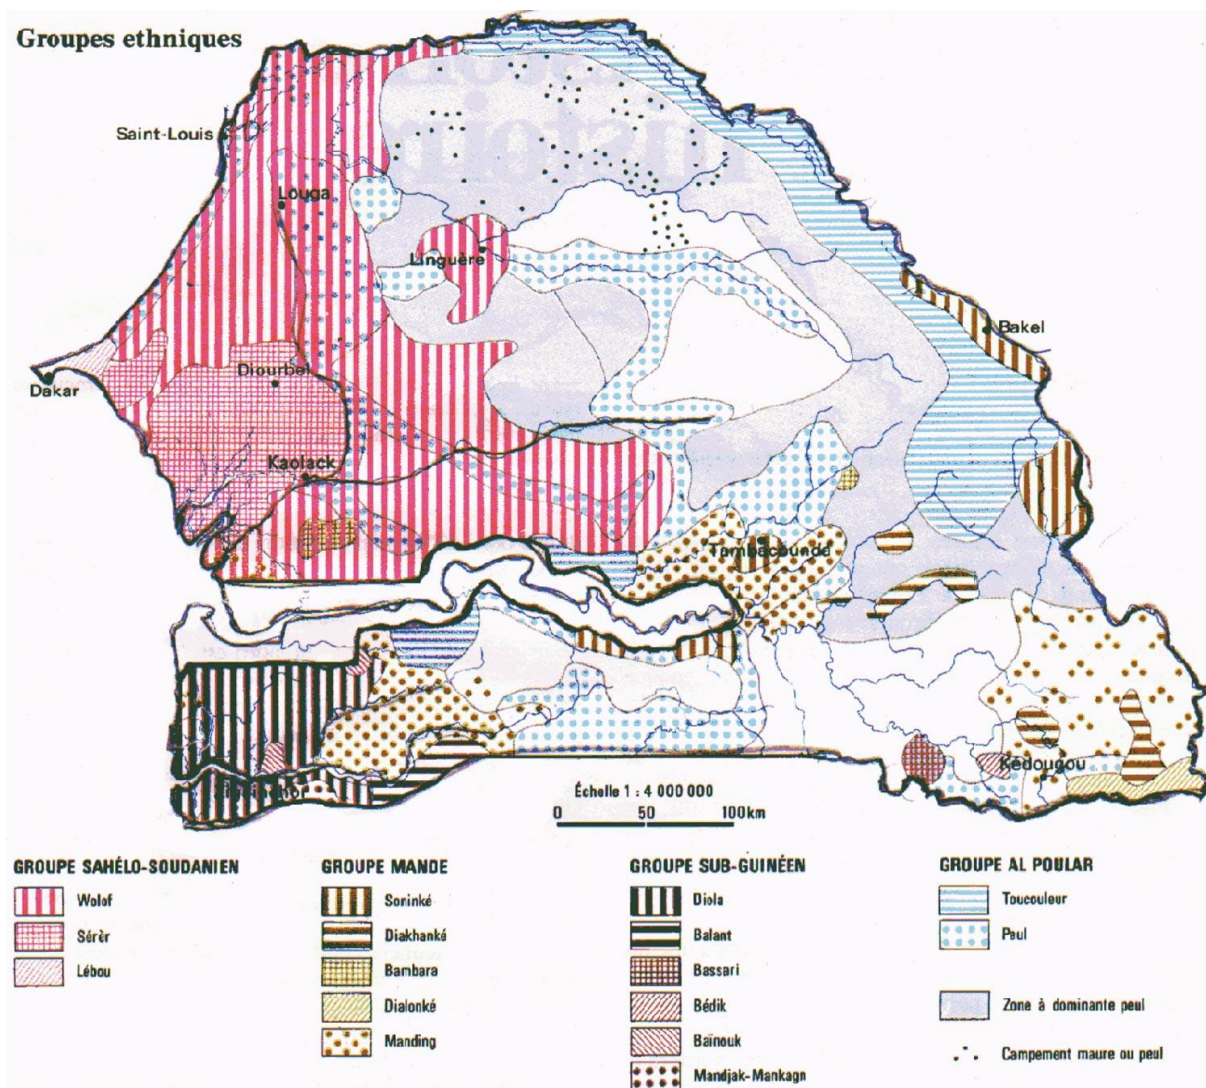 Groupes ethniques
Saint-Louis
Louga
Linguère
Bakel
Dakar
Diourbel
Kaolack
Tambacounda
Kédougou
Échelle 1 : 4 000 000
0 50 100km
GROUPE SAHÉLO-SOUDANIEN
Wolof
Sérèr
Lébou
GROUPE MANDE
Soninké
Diakhanké
Bambara
Dialonké
Manding
GROUPE SUB-GUINÉEN
Diola
Balant
Bassari
Bédik
Baïnouk
Mandjak-Mankagn
GROUPE AL POULAR
Toucouleur
Peul
Zone à dominante peul
Campement maure ou peul